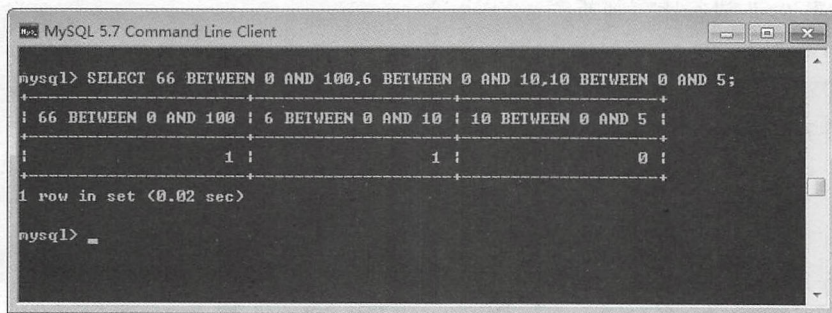 MySQL 5.7 Command Line Client
mysql> SELECT 66 BETWEEN 0 AND 100,6 BETWEEN 0 AND 10,10 BETWEEN 0 AND 5;
+----------------------+---------------------+---------------------+
| 66 BETWEEN 0 AND 100 | 6 BETWEEN 0 AND 10 | 10 BETWEEN 0 AND 5 |
+----------------------+---------------------+---------------------+
| 1 | 1 | 0 |
+----------------------+---------------------+---------------------+
1 row in set (0.02 sec)
mysql> _